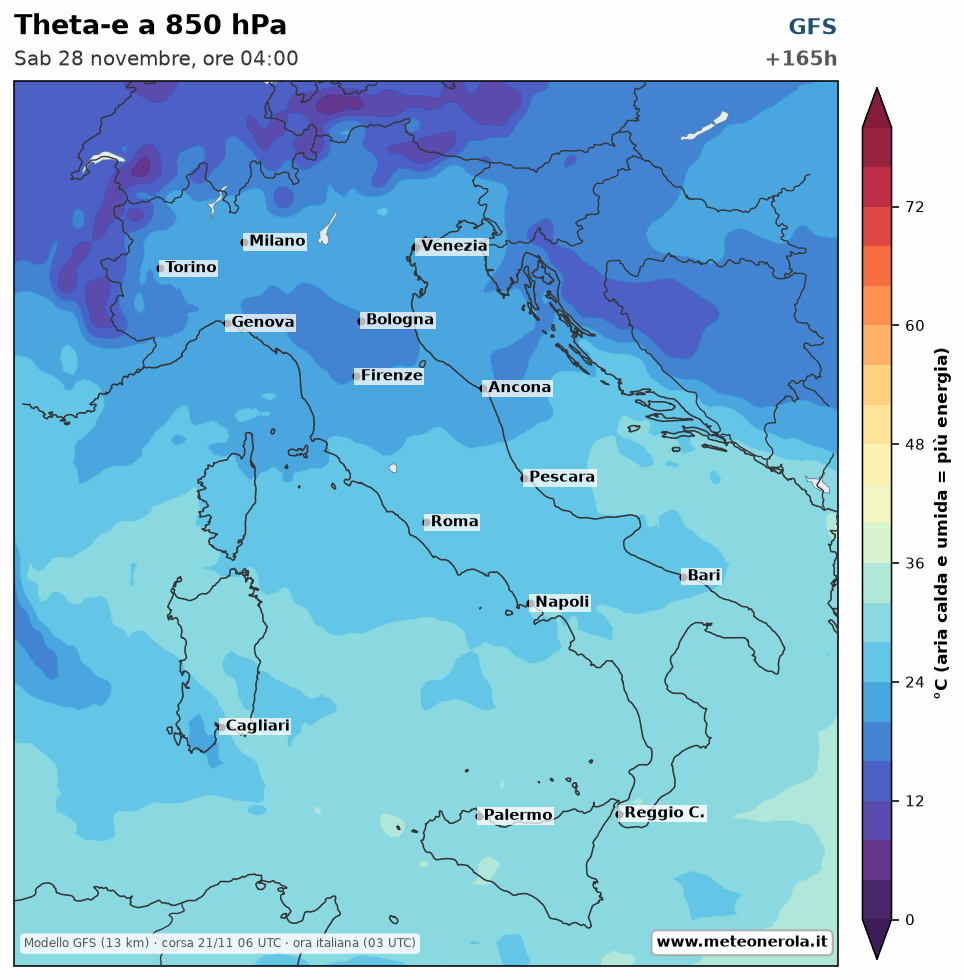 Theta-e a 850 hPa
GFS
Sab 28 novembre, ore 04:00
+165h
Milano
Venezia
Torino
Genova
Bologna
Firenze
Ancona
Pescara
Roma
Bari
Napoli
Cagliari
Palermo
Reggio C.
72
60
48
36
24
12
0
°C (aria calda e umida = più energia)
Modello GFS (13 km) · corsa 21/11 06 UTC · ora italiana (03 UTC)
www.meteonerola.it